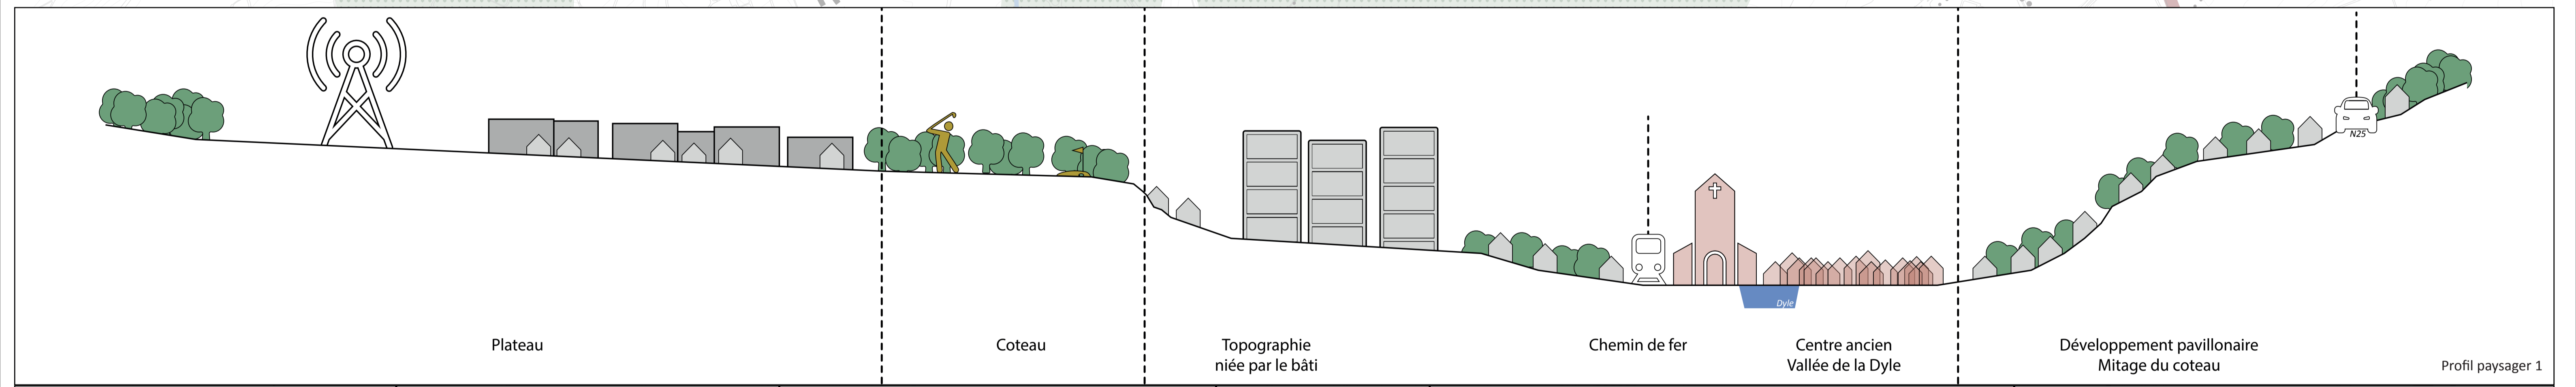 N25
Dyle
Plateau
Coteau
Topographie
niée par le bâti
Chemin de fer
Centre ancien
Vallée de la Dyle
Développement pavillonaire
Mitage du coteau
Profil paysager 1